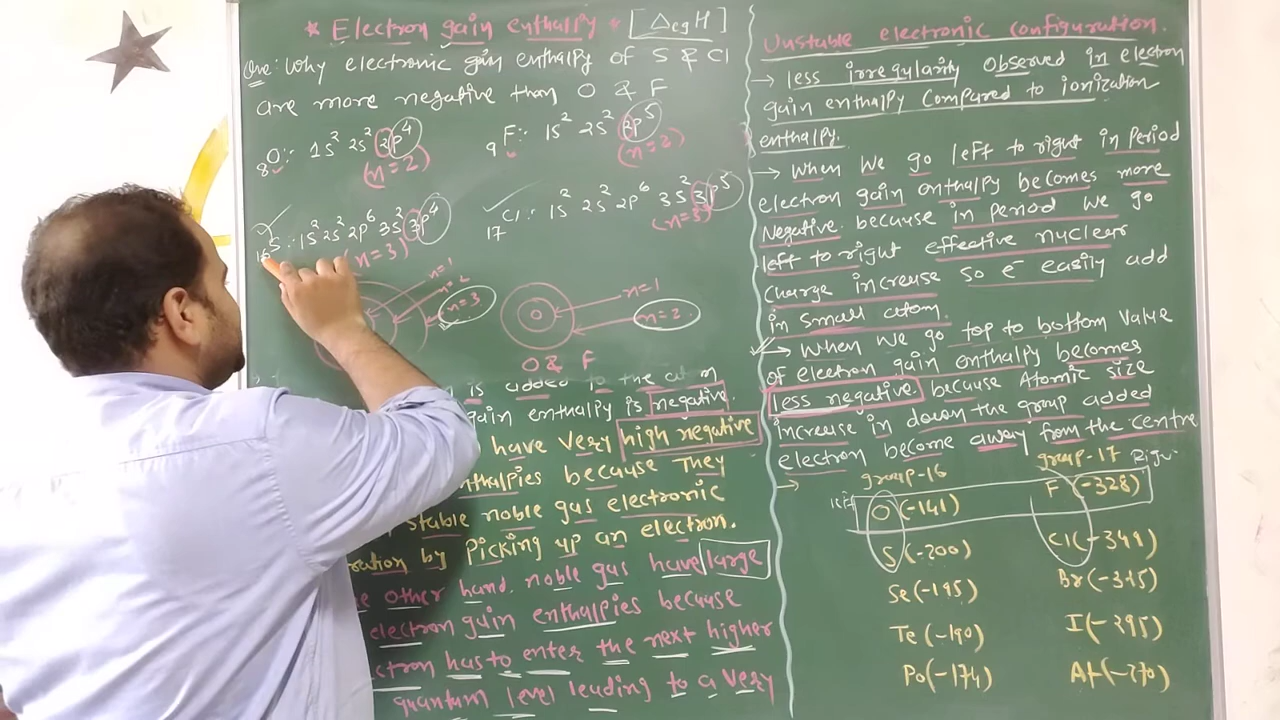 * Electron gain enthalpy * [ΔegH]
Que: Why electronic gain enthalpy of S & Cl
are more negative than O & F
8O:- 1s² 2s² 2p⁴
(n=2)
9F:- 1s² 2s² 2p⁵
(n=2)
16S:- 1s² 2s² 2p⁶ 3s² 3p⁴
n=3)
17Cl:- 1s² 2s² 2p⁶ 3s² 3p⁵
(n=3)
n=1
n=2
n=3
n=1
n=2
O & F
is added to the atom
gain enthalpy is negative.
have very high negative
because they
stable noble gas electronic
by picking up an electron.
other hand noble gas have large
electron gain enthalpies because
has to enter the next higher
quantum level leading to a very
Unstable electronic configuration.
→ less irregularity observed in electron
gain enthalpy compared to ionization
enthalpy.
→ When we go left to right in Period
electron gain enthalpy becomes more
Negative. because in period we go
left to right effective nuclear
charge increase so e⁻ easily add
in small atom.
→ When we go top to bottom value
of electron gain enthalpy becomes
less negative because Atomic size
increase in down the group added
electron become away from the centre
→
group-16
group-17
O (-141)
F (-328)
S (-200)
Cl (-349)
Se (-195)
Br (-325)
Te (-190)
I (-295)
Po (-174)
At (-270)